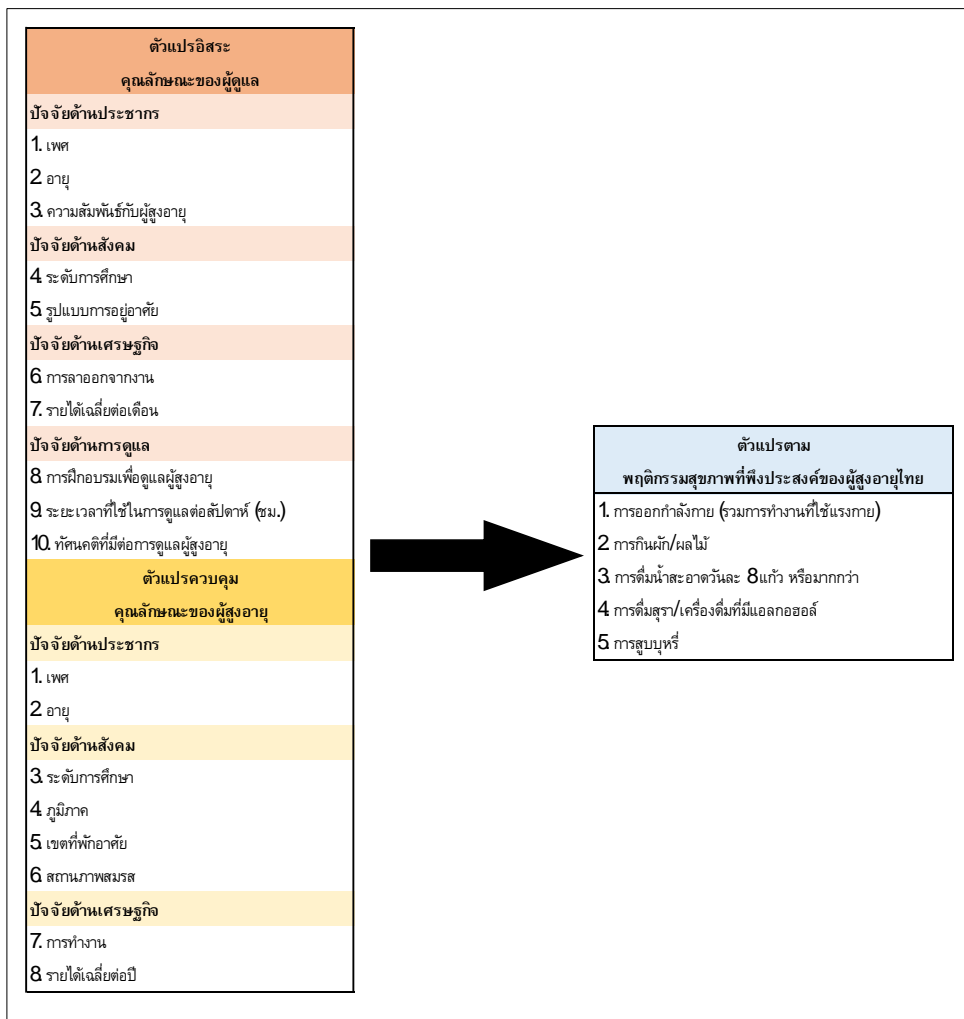 ตัวแปรอิสระ
คุณลักษณะของผู้ดูแล
ปัจจัยด้านประชากร
1. เพศ
2. อายุ
3. ความสัมพันธ์กับผู้สูงอายุ
ปัจจัยด้านสังคม
4. ระดับการศึกษา
5. รูปแบบการอยู่อาศัย
ปัจจัยด้านเศรษฐกิจ
6. การลาออกจากงาน
7. รายได้เฉลี่ยต่อเดือน
ปัจจัยด้านการดูแล
8. การฝึกอบรมเพื่อดูแลผู้สูงอายุ
9. ระยะเวลาที่ใช้ในการดูแลต่อสัปดาห์ (ชม.)
10. ทัศนคติที่มีต่อการดูแลผู้สูงอายุ
ตัวแปรควบคุม
คุณลักษณะของผู้สูงอายุ
ปัจจัยด้านประชากร
1. เพศ
2. อายุ
ปัจจัยด้านสังคม
3. ระดับการศึกษา
4. ภูมิภาค
5. เขตที่พักอาศัย
6. สถานภาพสมรส
ปัจจัยด้านเศรษฐกิจ
7. การทำงาน
8. รายได้เฉลี่ยต่อปี
ตัวแปรตาม
พฤติกรรมสุขภาพที่พึงประสงค์ของผู้สูงอายุไทย
1. การออกกำลังกาย (รวมการทำงานที่ใช้แรงกาย)
2. การกินผัก/ผลไม้
3. การดื่มน้ำสะอาดวันละ 8 แก้ว หรือมากกว่า
4. การดื่มสุรา/เครื่องดื่มที่มีแอลกอฮอล์
5. การสูบบุหรี่